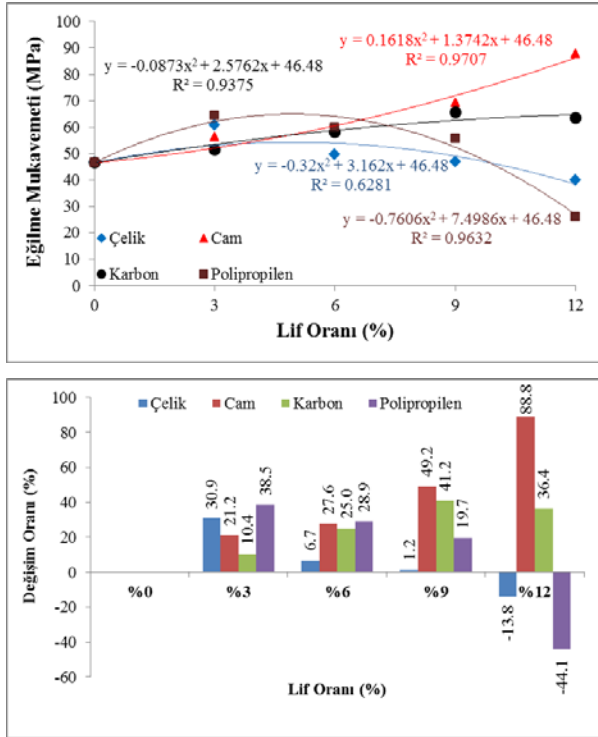 Eğilme Mukavemeti (MPa)
100
90
80
70
60
50
40
30
20
10
0
y = 0.1618x² + 1.3742x + 46.48
R² = 0.9707
y = -0.0873x² + 2.5762x + 46.48
R² = 0.9375
y = -0.32x² + 3.162x + 46.48
R² = 0.6281
y = -0.7606x² + 7.4986x + 46.48
R² = 0.9632
Çelik Cam
Karbon Polipropilen
0 3 6 9 12
Lif Oranı (%)
Değişim Oranı (%)
100
80
60
40
20
0
-20
-40
-60
Çelik Cam Karbon Polipropilen
30.9 21.2 10.4 38.5
6.7 27.6 25.0 28.9
1.2 49.2 41.2 19.7
-13.8 88.8 36.4 -44.1
%0 %3 %6 %9 %12
Lif Oranı (%)